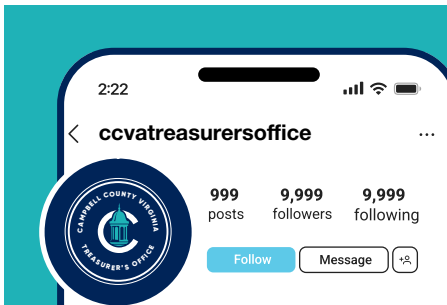 2:22
ccvatreasurersoffice
CAMPBELL COUNTY VIRGINIA
TREASURER'S OFFICE
999 9,999 9,999
posts followers following
Follow Message